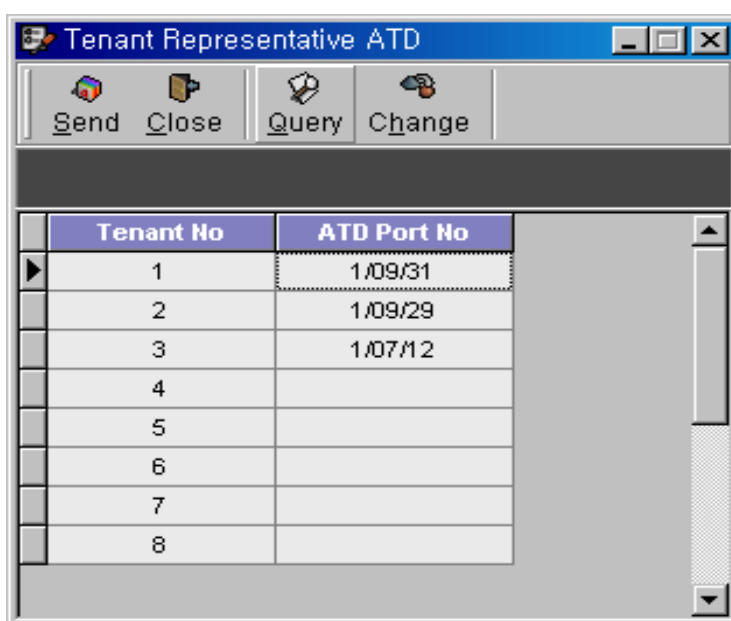 Tenant Representative ATD
Send Close Query Change
Tenant No ATD Port No
1 1/09/31
2 1/09/29
3 1/07/12
4
5
6
7
8